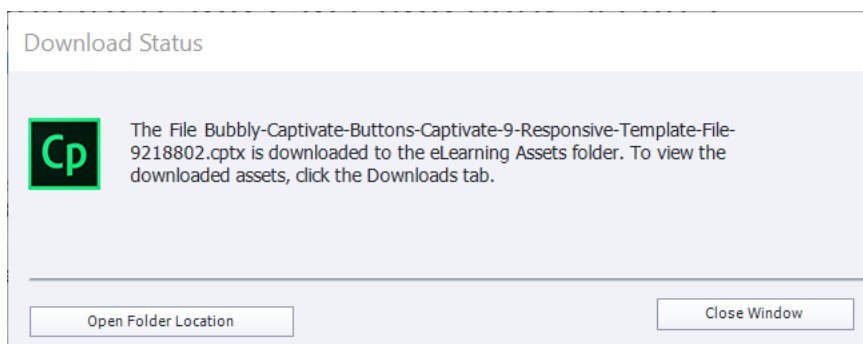 Download Status
Cp
The File Bubbly-Captivate-Buttons-Captivate-9-Responsive-Template-File-
9218802.cptx is downloaded to the eLearning Assets folder. To view the
downloaded assets, click the Downloads tab.
Open Folder Location
Close Window